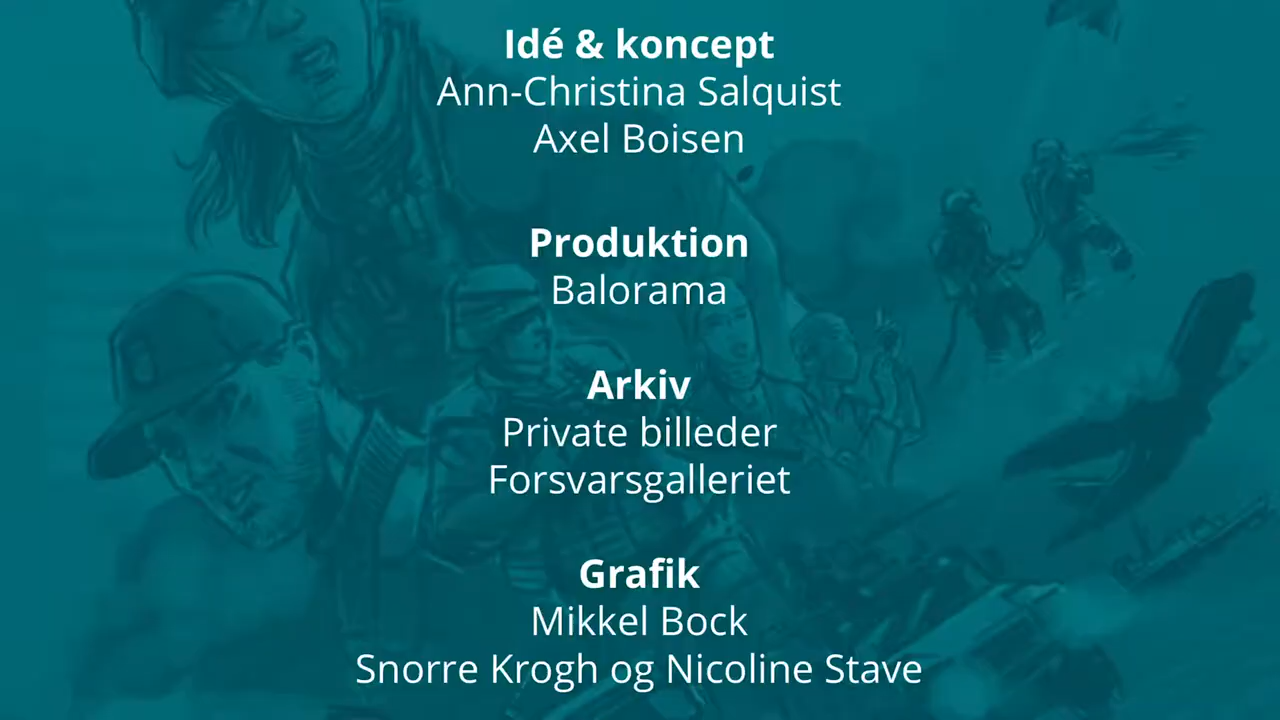 Idé & koncept
Ann-Christina Salquist
Axel Boisen
Produktion
Balorama
Arkiv
Private billeder
Forsvarsgalleriet
Grafik
Mikkel Bock
Snorre Krogh og Nicoline Stave